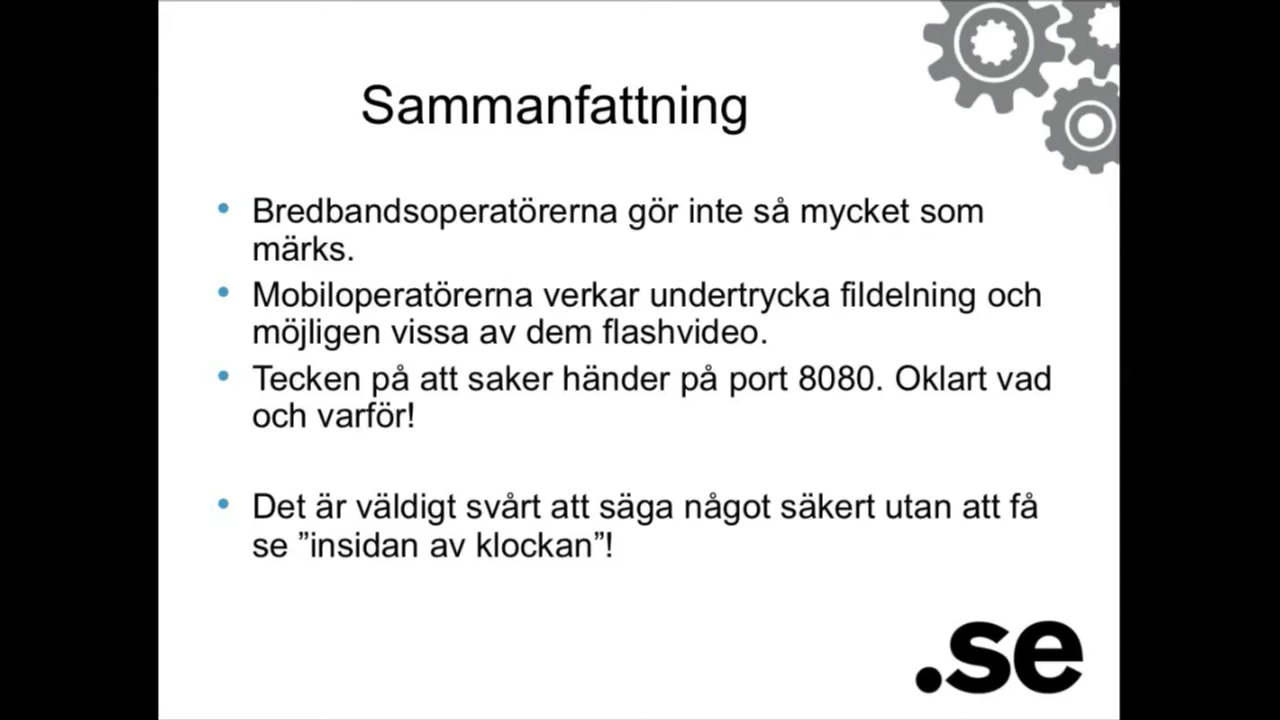 Sammanfattning
• Bredbandsoperatörerna gör inte så mycket som
märks.
• Mobiloperatörerna verkar undertrycka fildelning och
möjligen vissa av dem flashvideo.
• Tecken på att saker händer på port 8080. Oklart vad
och varför!
• Det är väldigt svårt att säga något säkert utan att få
se ”insidan av klockan”!
.se